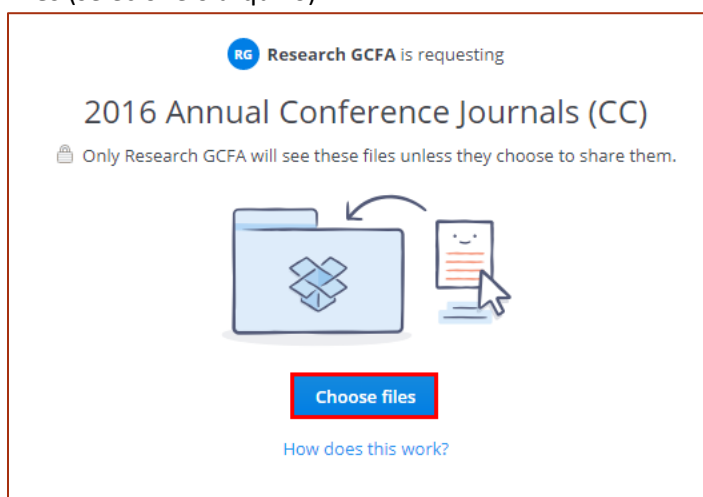 RG Research GCFA is requesting
2016 Annual Conference Journals (CC)
Only Research GCFA will see these files unless they choose to share them.
Choose files
How does this work?